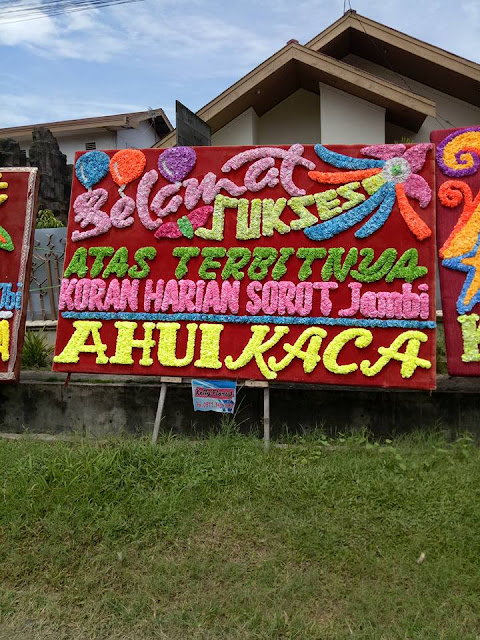 Selamat
SUKSES
ATAS TERBITNYA
KORAN HARIAN SOROT Jambi
AHUI KACA